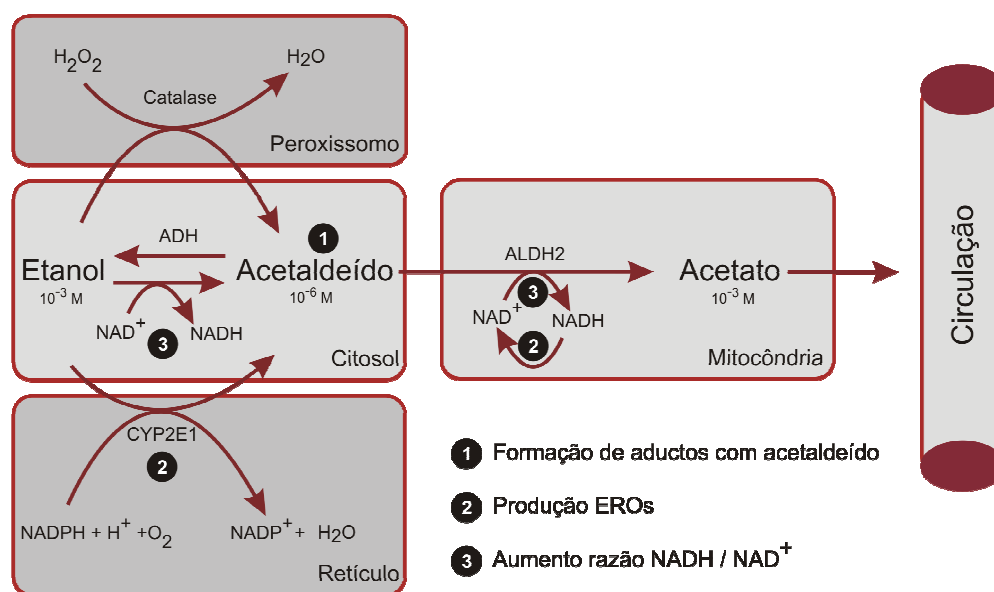 H2O2
H2O
Catalase
Peroxissomo
ADH
1
Etanol
10-3 M
Acetaldeído
10-6 M
NAD+
NADH
3
Citosol
CYP2E1
2
NADPH + H+ +O2
NADP+ + H2O
Retículo
ALDH2
3
NAD+
NADH
2
Acetato
10-3 M
Mitocôndria
Circulação
1 Formação de aductos com acetaldeído
2 Produção EROs
3 Aumento razão NADH / NAD+